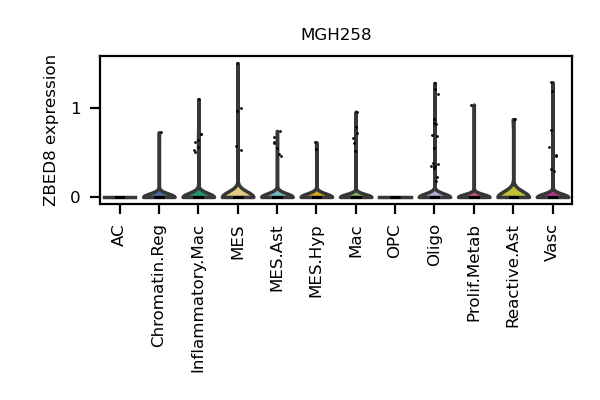 MGH258
ZBED8 expression
1
0
AC
Chromatin.Reg
Inflammatory.Mac
MES
MES.Ast
MES.Hyp
Mac
OPC
Oligo
Prolif.Metab
Reactive.Ast
Vasc